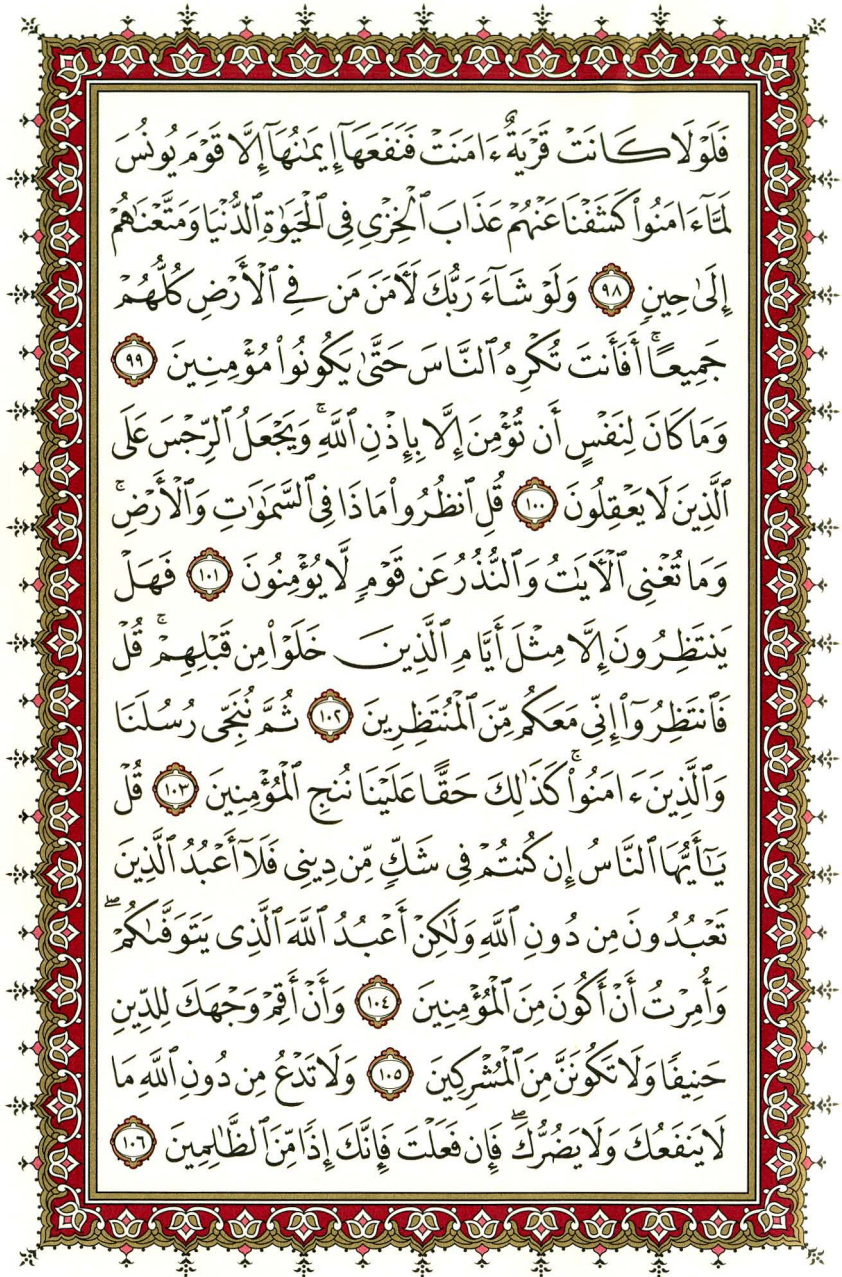 فَلَوْلَا كَانَتْ قَرْيَةٌ ءَامَنَتْ فَنَفَعَهَآ إِيمَٰنُهَآ إِلَّا قَوْمَ يُونُسَ
لَمَّآ ءَامَنُوا۟ كَشَفْنَا عَنْهُمْ عَذَابَ ٱلْخِزْىِ فِى ٱلْحَيَوٰةِ ٱلدُّنْيَا وَمَتَّعْنَٰهُمْ
إِلَىٰ حِينٍ ٩٨ وَلَوْ شَآءَ رَبُّكَ لَءَامَنَ مَن فِى ٱلْأَرْضِ كُلُّهُمْ
جَمِيعًا ۚ أَفَأَنتَ تُكْرِهُ ٱلنَّاسَ حَتَّىٰ يَكُونُوا۟ مُؤْمِنِينَ ٩٩
وَمَا كَانَ لِنَفْسٍ أَن تُؤْمِنَ إِلَّا بِإِذْنِ ٱللَّهِ ۚ وَيَجْعَلُ ٱلرِّجْسَ عَلَى
ٱلَّذِينَ لَا يَعْقِلُونَ ١٠٠ قُلِ ٱنظُرُوا۟ مَاذَا فِى ٱلسَّمَٰوَٰتِ وَٱلْأَرْضِ ۚ
وَمَا تُغْنِى ٱلْءَايَٰتُ وَٱلنُّذُرُ عَن قَوْمٍ لَّا يُؤْمِنُونَ ١٠١ فَهَلْ
يَنتَظِرُونَ إِلَّا مِثْلَ أَيَّامِ ٱلَّذِينَ خَلَوْا۟ مِن قَبْلِهِمْ ۚ قُلْ
فَٱنتَظِرُوٓا۟ إِنِّى مَعَكُم مِّنَ ٱلْمُنتَظِرِينَ ١٠٢ ثُمَّ نُنَجِّى رُسُلَنَا
وَٱلَّذِينَ ءَامَنُوا۟ ۚ كَذَٰلِكَ حَقًّا عَلَيْنَا نُنجِ ٱلْمُؤْمِنِينَ ١٠٣ قُلْ
يَٰٓأَيُّهَا ٱلنَّاسُ إِن كُنتُمْ فِى شَكٍّ مِّن دِينِى فَلَآ أَعْبُدُ ٱلَّذِينَ
تَعْبُدُونَ مِن دُونِ ٱللَّهِ وَلَٰكِنْ أَعْبُدُ ٱللَّهَ ٱلَّذِى يَتَوَفَّىٰكُمْ ۖ
وَأُمِرْتُ أَنْ أَكُونَ مِنَ ٱلْمُؤْمِنِينَ ١٠٤ وَأَنْ أَقِمْ وَجْهَكَ لِلدِّينِ
حَنِيفًا وَلَا تَكُونَنَّ مِنَ ٱلْمُشْرِكِينَ ١٠٥ وَلَا تَدْعُ مِن دُونِ ٱللَّهِ مَا
لَا يَنفَعُكَ وَلَا يَضُرُّكَ ۖ فَإِن فَعَلْتَ فَإِنَّكَ إِذًا مِّنَ ٱلظَّٰلِمِينَ ١٠٦